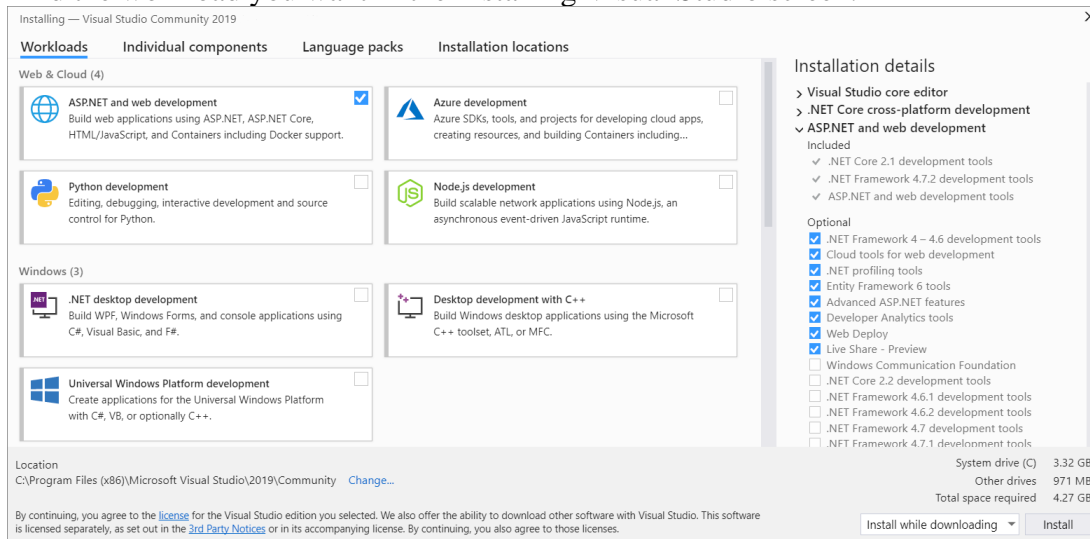 Installing — Visual Studio Community 2019
Workloads Individual components Language packs Installation locations
Web & Cloud (4)
ASP.NET and web development
Build web applications using ASP.NET, ASP.NET Core,
HTML/JavaScript, and Containers including Docker support.
Azure development
Azure SDKs, tools, and projects for developing cloud apps,
creating resources, and building Containers including...
Python development
Editing, debugging, interactive development and source
control for Python.
Node.js development
Build scalable network applications using Node.js, an
asynchronous event-driven JavaScript runtime.
Windows (3)
.NET desktop development
Build WPF, Windows Forms, and console applications using
C#, Visual Basic, and F#.
Desktop development with C++
Build Windows desktop applications using the Microsoft
C++ toolset, ATL, or MFC.
Universal Windows Platform development
Create applications for the Universal Windows Platform
with C#, VB, or optionally C++.
Installation details
Visual Studio core editor
.NET Core cross-platform development
ASP.NET and web development
Included
.NET Core 2.1 development tools
.NET Framework 4.7.2 development tools
ASP.NET and web development tools
Optional
.NET Framework 4 – 4.6 development tools
Cloud tools for web development
.NET profiling tools
Entity Framework 6 tools
Advanced ASP.NET features
Developer Analytics tools
Web Deploy
Live Share - Preview
Windows Communication Foundation
.NET Core 2.2 development tools
.NET Framework 4.6.1 development tools
.NET Framework 4.6.2 development tools
.NET Framework 4.7 development tools
.NET Framework 4.7.1 development tools
Location
C:\Program Files (x86)\Microsoft Visual Studio\2019\Community Change...
System drive (C) 3.32 GB
Other drives 971 MB
Total space required 4.27 GB
By continuing, you agree to the license for the Visual Studio edition you selected. We also offer the ability to download other software with Visual Studio. This software
is licensed separately, as set out in the 3rd Party Notices or in its accompanying license. By continuing, you also agree to those licenses.
Install while downloading Install